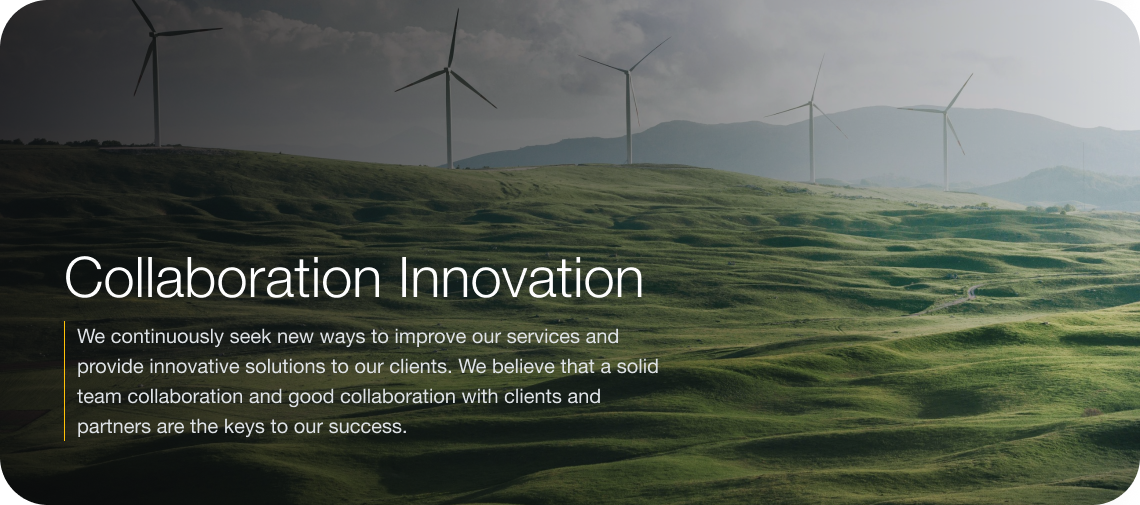 Collaboration Innovation
We continuously seek new ways to improve our services and
provide innovative solutions to our clients. We believe that a solid
team collaboration and good collaboration with clients and
partners are the keys to our success.